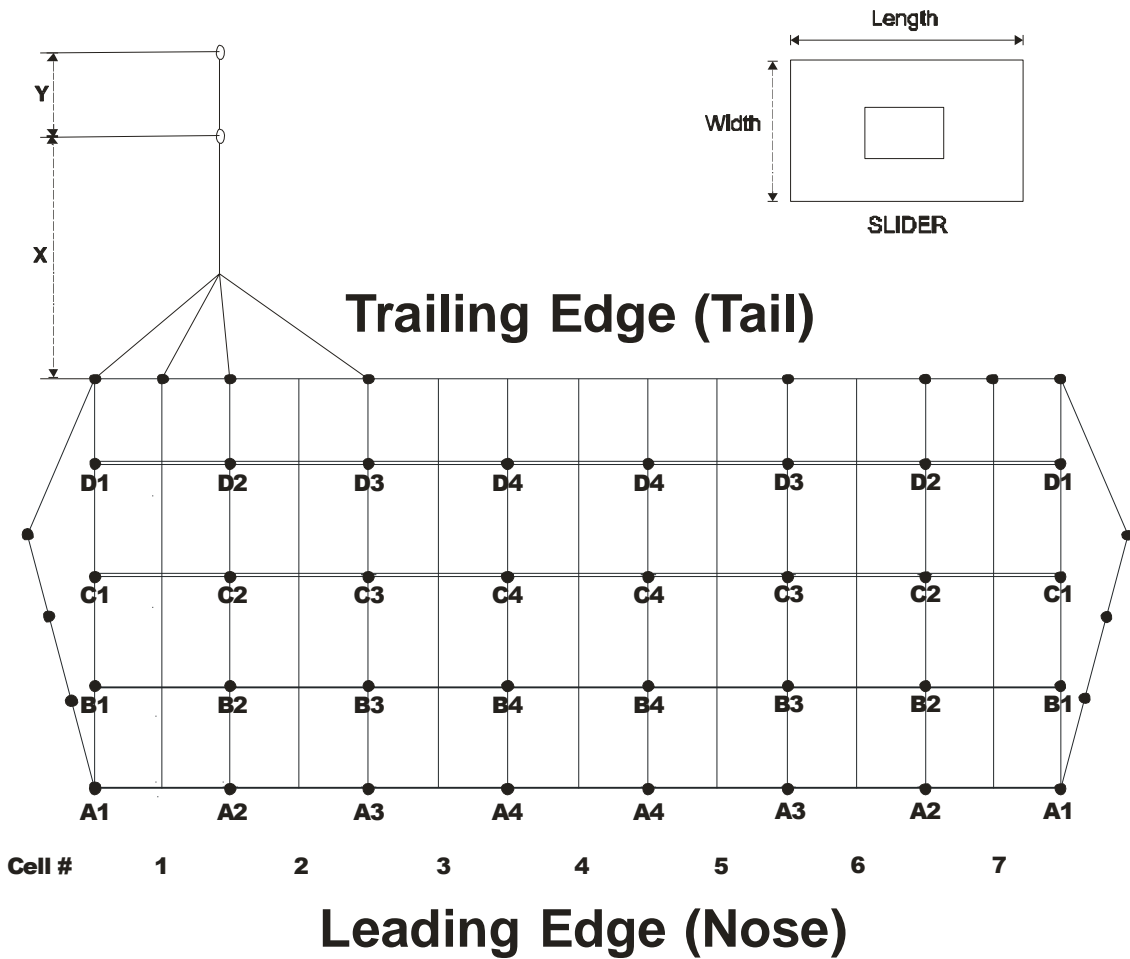 Length
Y
Width
X
SLIDER
Trailing Edge (Tail)
D1 D2 D3 D4 D4 D3 D2 D1
C1 C2 C3 C4 C4 C3 C2 C1
B1 B2 B3 B4 B4 B3 B2 B1
A1 A2 A3 A4 A4 A3 A2 A1
Cell # 1 2 3 4 5 6 7
Leading Edge (Nose)